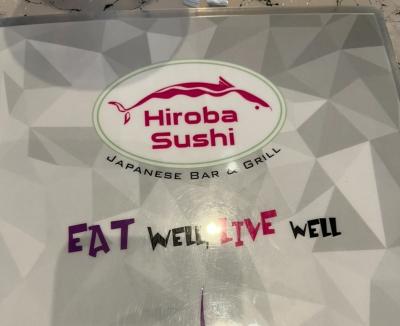 Hiroba
Sushi
JAPANESE BAR & GRILL
EAT WELL, LIVE WELL